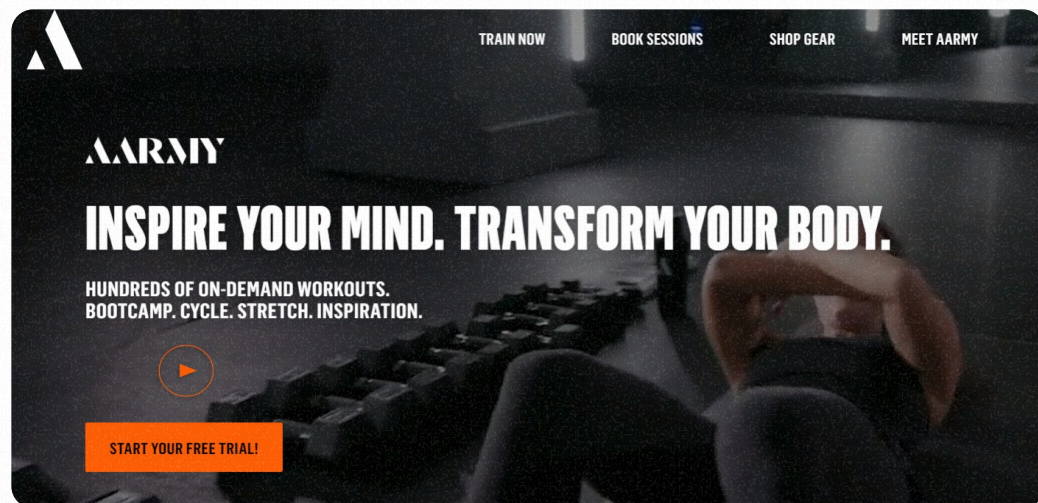 TRAIN NOW BOOK SESSIONS SHOP GEAR MEET AARMY
AARMY
INSPIRE YOUR MIND. TRANSFORM YOUR BODY.
HUNDREDS OF ON-DEMAND WORKOUTS.
BOOTCAMP. CYCLE. STRETCH. INSPIRATION.
START YOUR FREE TRIAL!